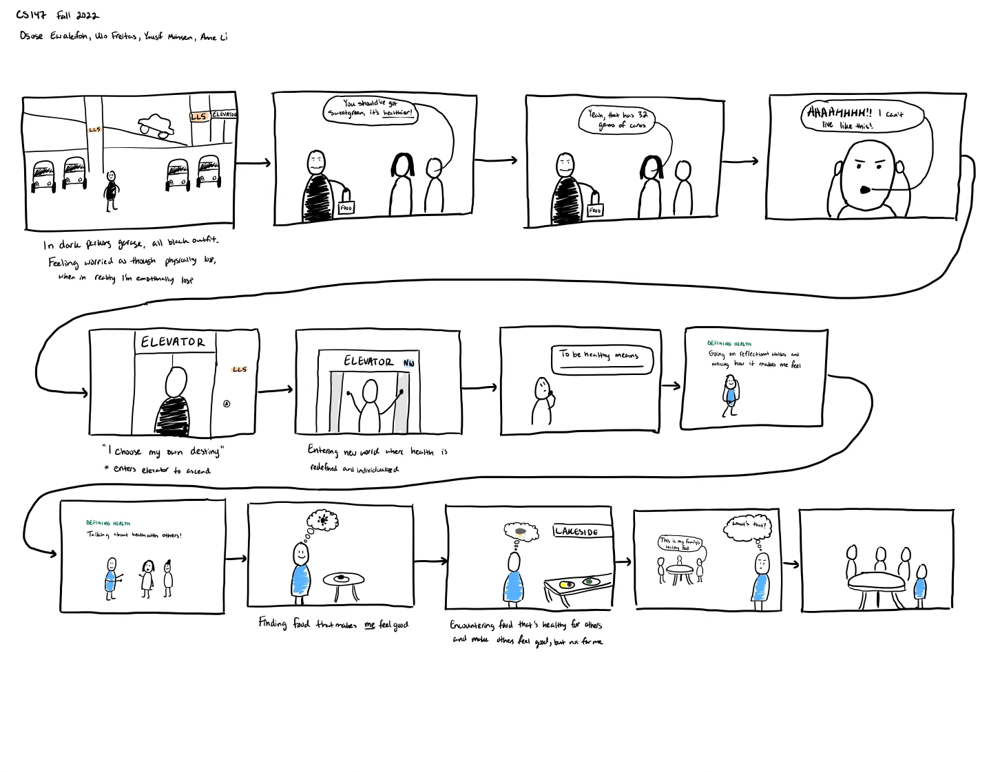 CS147 Fall 2022
Osose Ewaleifoh, Ulo Freitas, Yousif Mohsen, Anne Li
LL5
LL5
ELEVATOR
In dark parking garage, all black outfit.
Feeling worried as though physically lost,
when in reality I'm emotionally lost
You should've got
Sweetgreen, it's healthier!
FOOD
Yeah, that has 32
grams of carbs
FOOD
AHAAAHHHH!! I can't
live like this!
ELEVATOR
LL5
"I choose my own destiny"
* enters elevator to ascend
ELEVATOR NW
Entering new world where health is
redefined and individualized
To be healthy means
DEFINING HEALTH
Going on reflectional walks and
noticing how it makes me feel
DEFINING HEALTH
Talking about health with others!
Finding food that makes me feel good
LAKESIDE
Encountering food that's healthy for others
and make others feel good, but not for me
This is my family's
healthy food
What's that?